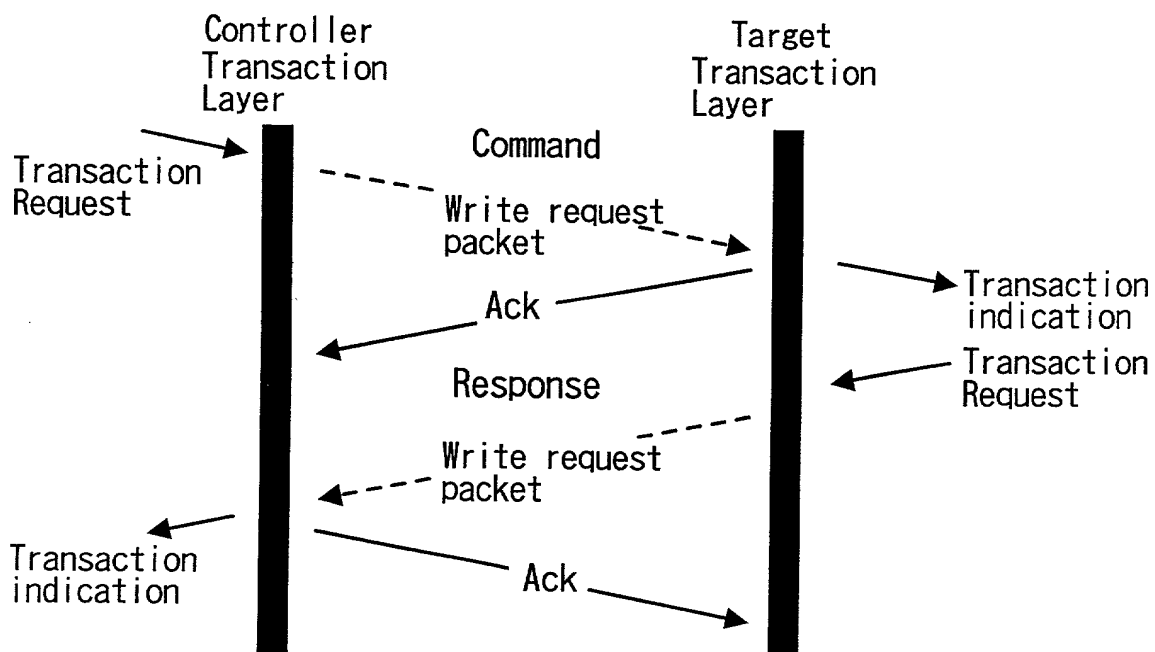 Controller
Transaction
Layer
Target
Transaction
Layer
Command
Transaction
Request
Write request
packet
Ack
Transaction
indication
Response
Transaction
Request
Write request
packet
Transaction
indication
Ack